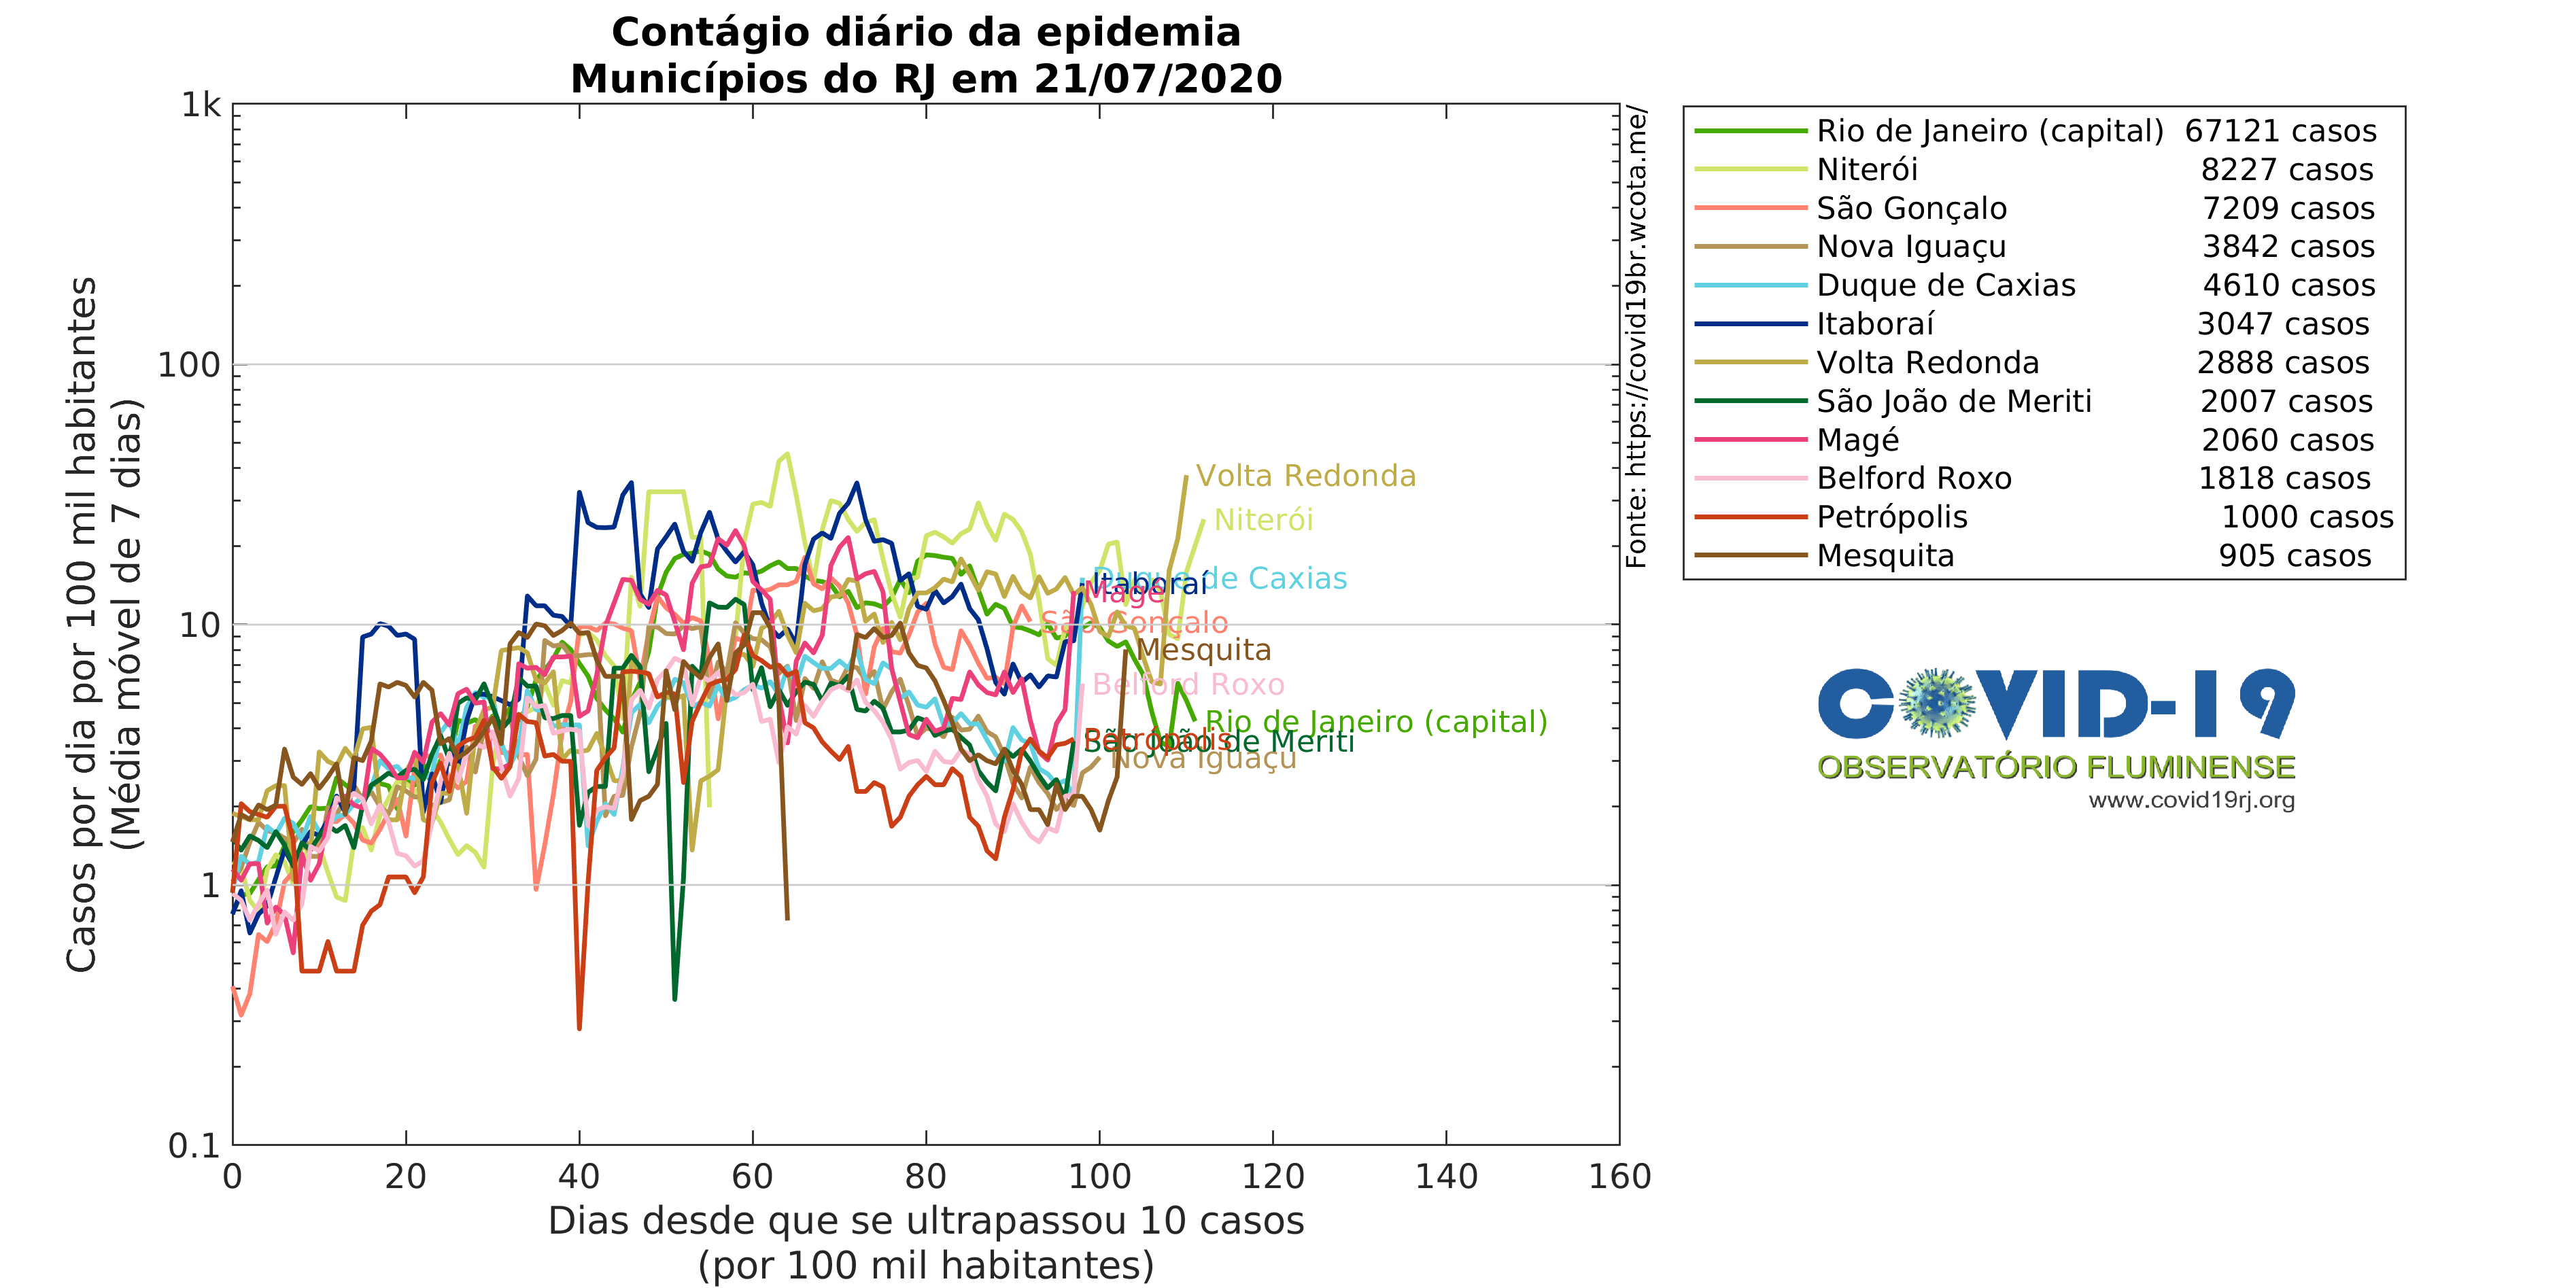 Contágio diário da epidemia
Municípios do RJ em 21/07/2020
Casos por dia por 100 mil habitantes
(Média móvel de 7 dias)
1k
100
10
1
0.1
0 20 40 60 80 100 120 140 160
Dias desde que se ultrapassou 10 casos
(por 100 mil habitantes)
Volta Redonda
Niterói
Duque de Caxias
Itaboraí
Magé
São Gonçalo
Mesquita
Belford Roxo
Rio de Janeiro (capital)
Petrópolis
São João de Meriti
Nova Iguaçu
Fonte: https://covid19br.wcota.me/
Rio de Janeiro (capital) 67121 casos
Niterói 8227 casos
São Gonçalo 7209 casos
Nova Iguaçu 3842 casos
Duque de Caxias 4610 casos
Itaboraí 3047 casos
Volta Redonda 2888 casos
São João de Meriti 2007 casos
Magé 2060 casos
Belford Roxo 1818 casos
Petrópolis 1000 casos
Mesquita 905 casos
COVID-19
OBSERVATÓRIO FLUMINENSE
www.covid19rj.org